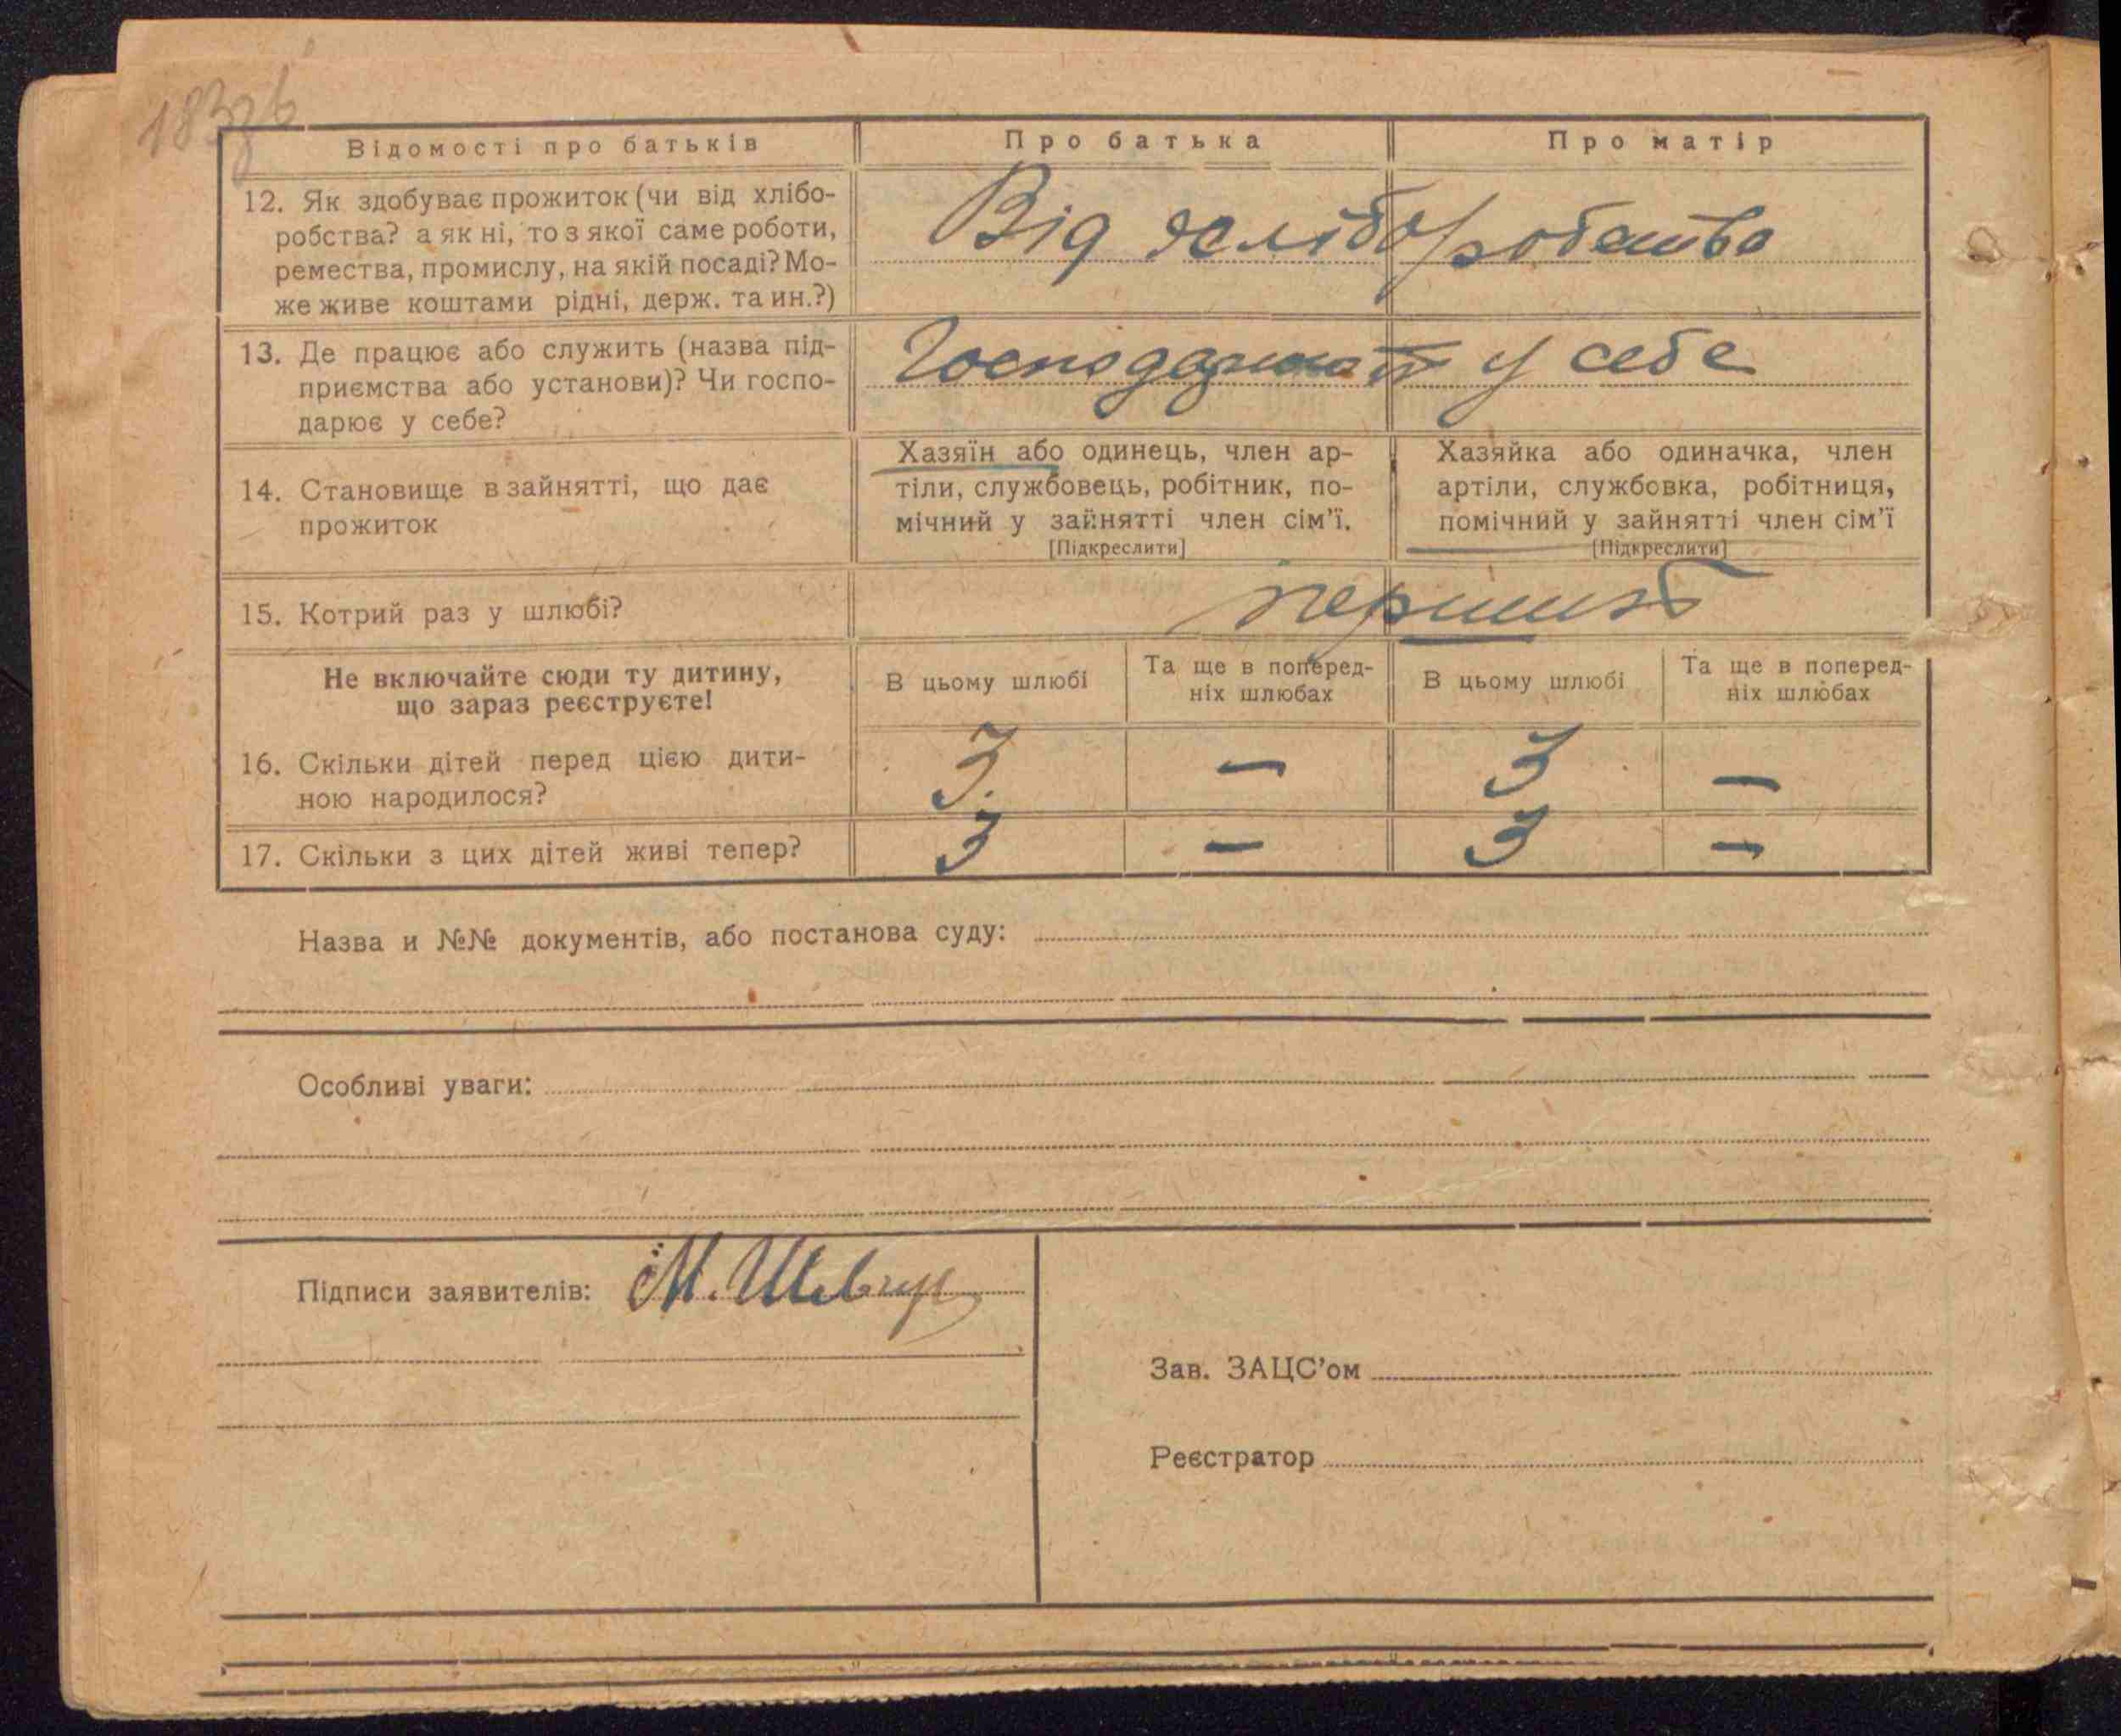 183зв
Відомості про батьків
Про батька
Про матір
12. Як здобуває прожиток (чи від хлібо-
робства? а як ні, то з якої саме роботи,
ремества, промислу, на якій посаді? Мо-
же живе коштами рідні, держ. та ин.?)
Від хліборобства
13. Де працює або служить (назва під-
приємства або установи)? Чи госпо-
дарює у себе?
у себе
14. Становище в зайнятті, що дає
прожиток
Хазяїн або одинець, член ар-
тіли, службовець, робітник, по-
мічний у зайнятті член сім'ї.
[Підкреслити]
Хазяйка або одиначка, член
артіли, службовка, робітниця,
помічний у зайнятті член сім'ї
[Підкреслити]
15. Котрий раз у шлюбі?
перший
Не включайте сюди ту дитину,
що зараз реєструєте!
В цьому шлюбі
Та ще в поперед-
ніх шлюбах
В цьому шлюбі
Та ще в поперед-
ніх шлюбах
16. Скільки дітей перед цією дити-
ною народилося?
3 — 3 —
17. Скільки з цих дітей живі тепер?
3 — 3 —
Назва и №№ документів, або постанова суду:
Особливі уваги:
Підписи заявителів: М. Шевчук
Зав. ЗАЦС'ом
Реєстратор